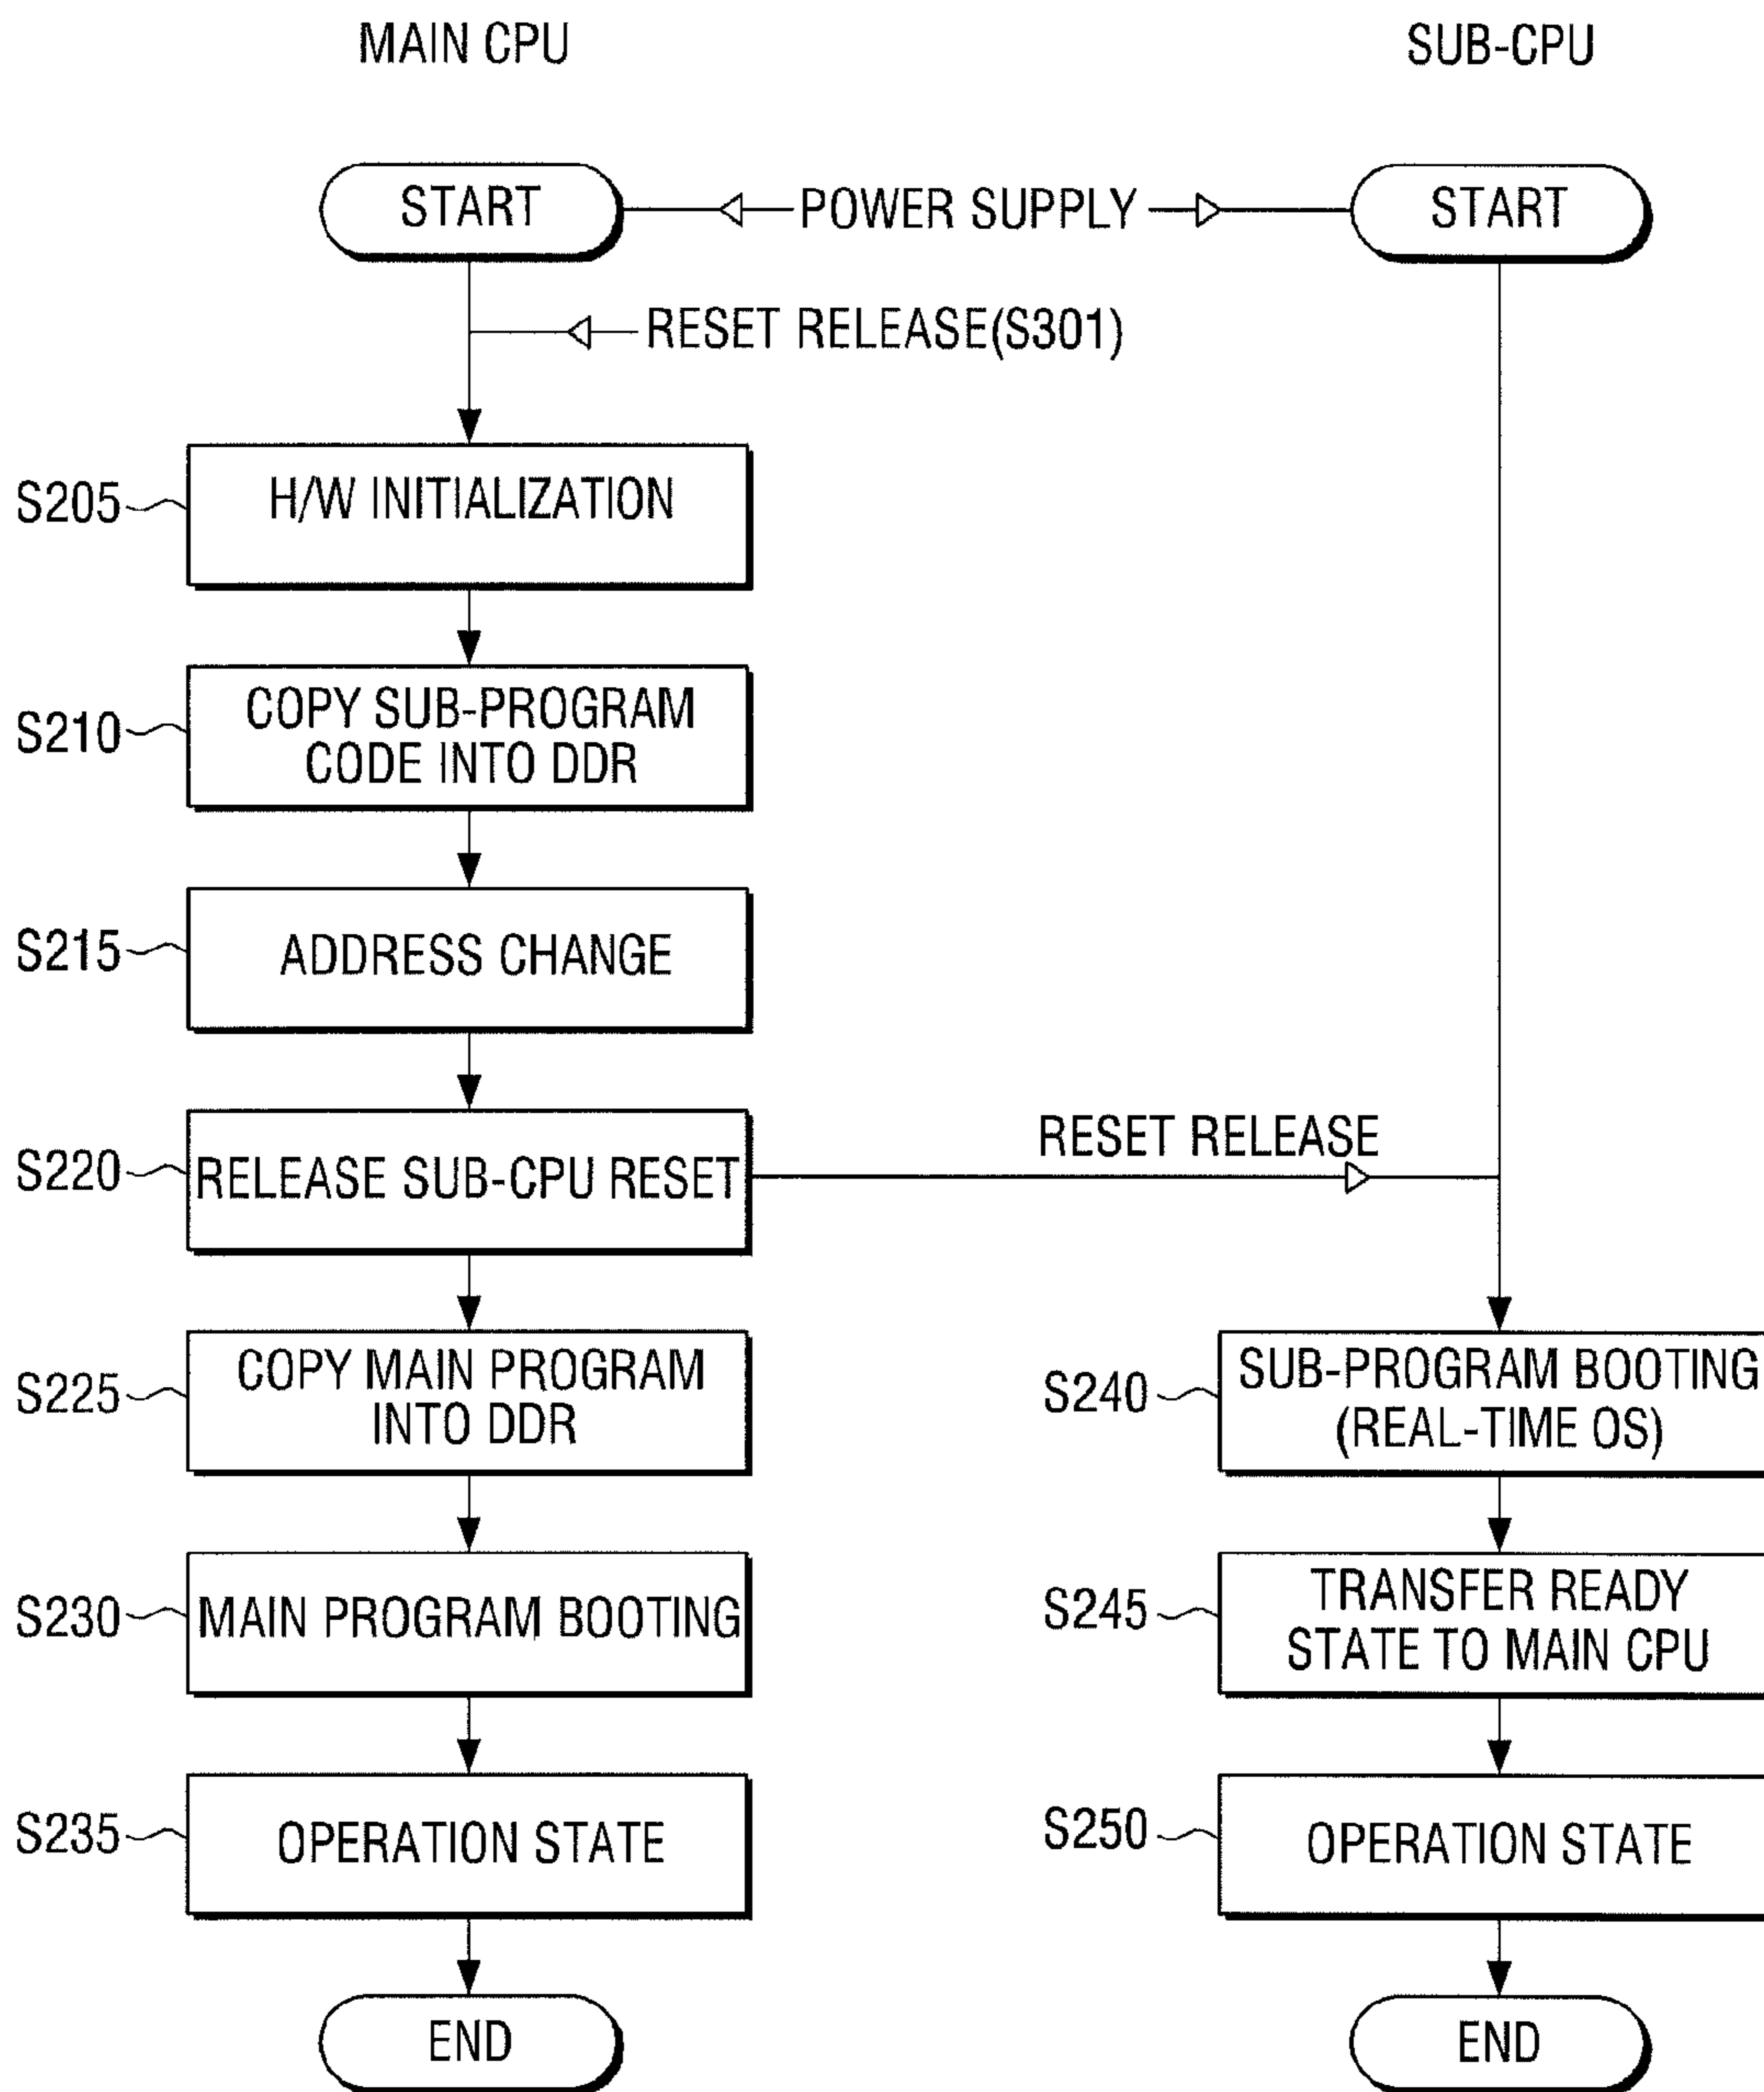 MAIN CPU
SUB-CPU
START
POWER SUPPLY
START
RESET RELEASE(S301)
S205
H/W INITIALIZATION
S210
COPY SUB-PROGRAM
CODE INTO DDR
S215
ADDRESS CHANGE
S220
RELEASE SUB-CPU RESET
RESET RELEASE
S225
COPY MAIN PROGRAM
INTO DDR
S240
SUB-PROGRAM BOOTING
(REAL-TIME OS)
S230
MAIN PROGRAM BOOTING
S245
TRANSFER READY
STATE TO MAIN CPU
S235
OPERATION STATE
S250
OPERATION STATE
END
END